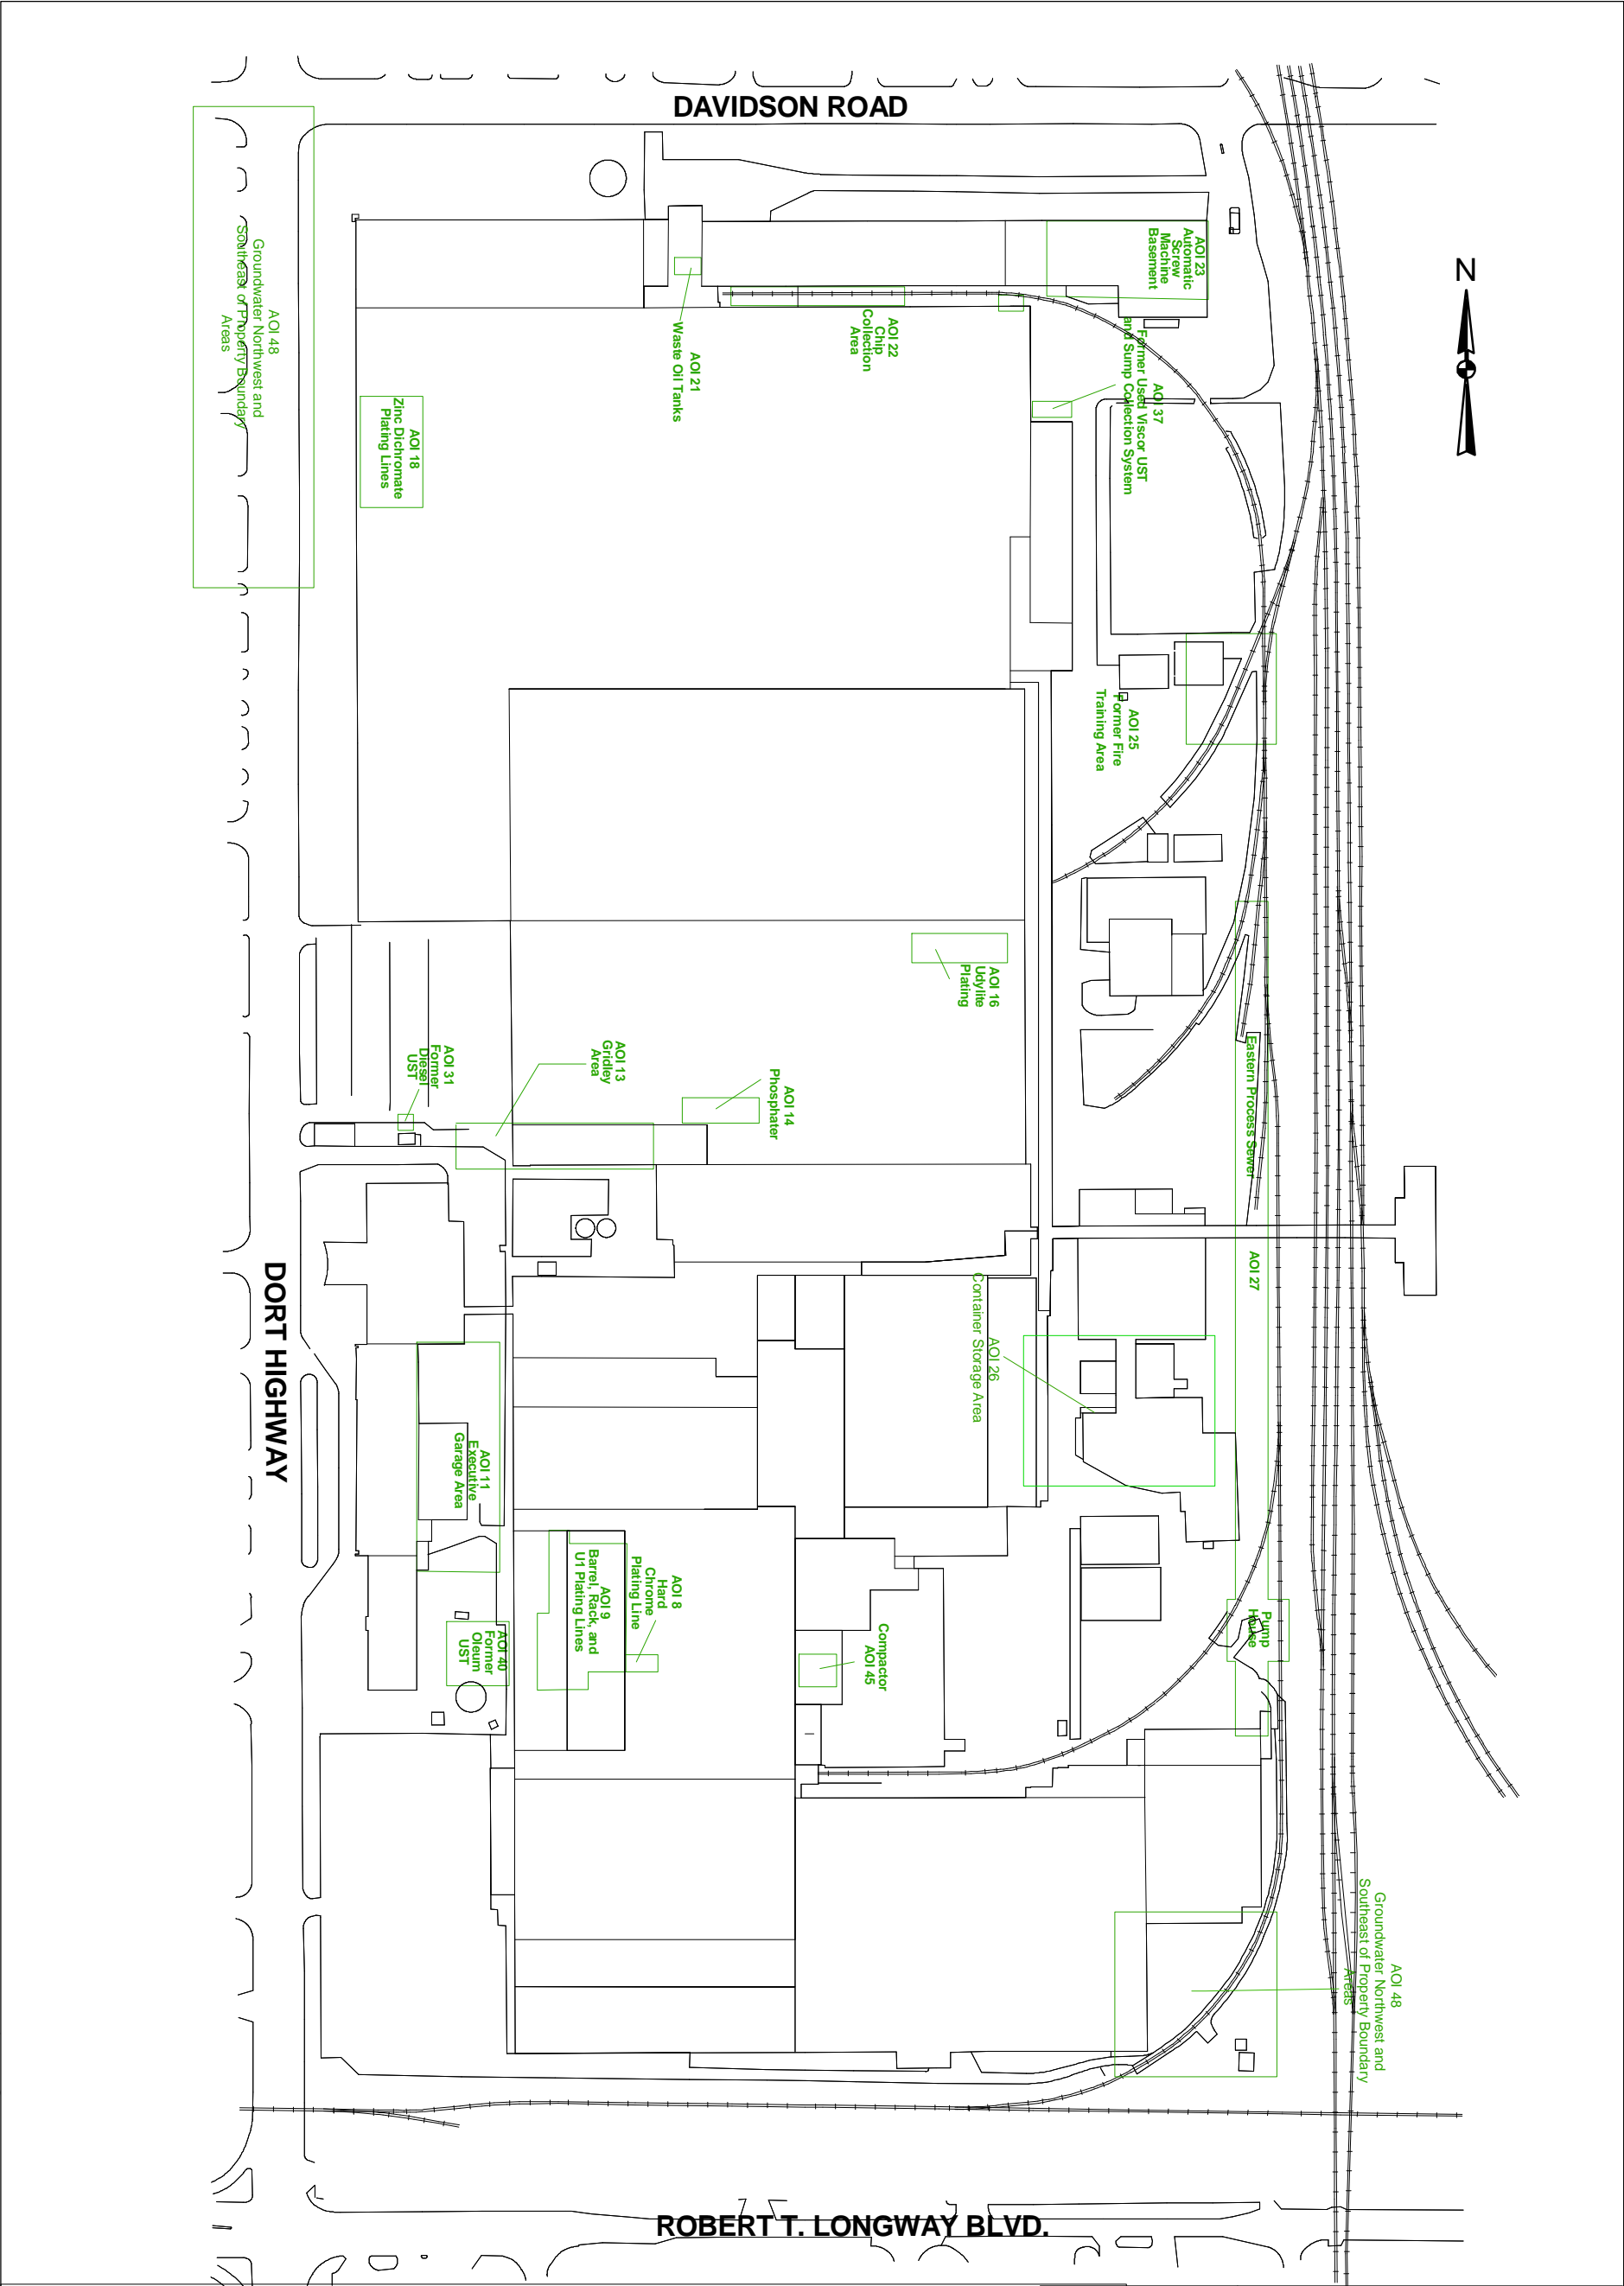 DAVIDSON ROAD
N
AOI 48
Groundwater Northwest and
Southeast of Property Boundary
Areas
AOI 23
Automatic
Screw
Machine
Basement
AOI 22
Chip
Collection
Area
AOI 21
Waste Oil Tanks
AOI 37
Former Used Viscor UST
and Sump Collection System
AOI 18
Zinc Dichromate
Plating Lines
AOI 25
Former Fire
Training Area
AOI 16
Udylite
Plating
Eastern Process Sewer
AOI 27
AOI 31
Former
Diesel
UST
AOI 13
Gridley
Area
AOI 14
Phosphater
DORT HIGHWAY
AOI 26
Container Storage Area
AOI 11
Executive
Garage Area
AOI 8
Hard
Chrome
Plating Line
AOI 9
Barrel, Rack, and
U1 Plating Lines
Compactor
AOI 45
Pump
House
AOI 40
Former
Oleum
UST
AOI 48
Groundwater Northwest and
Southeast of Property Boundary
Areas
ROBERT T. LONGWAY BLVD.